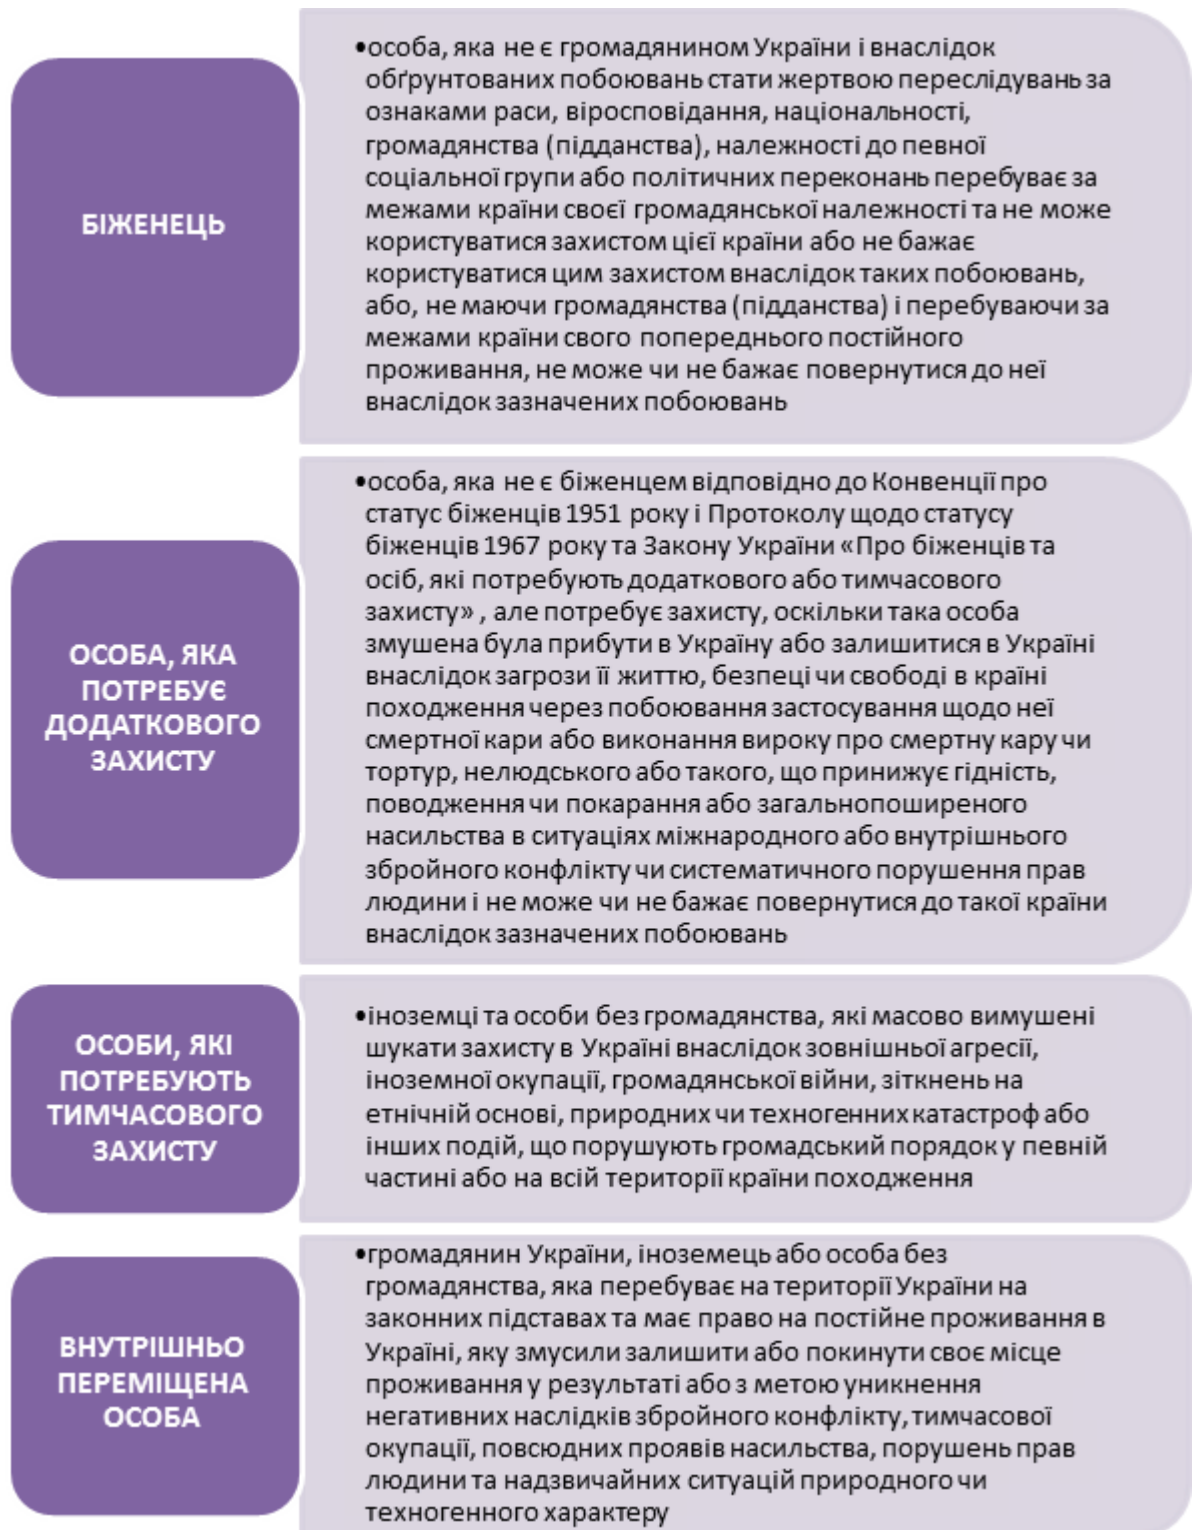 БІЖЕНЕЦЬ
•особа, яка не є громадянином України і внаслідок
обґрунтованих побоювань стати жертвою переслідувань за
ознаками раси, віросповідання, національності,
громадянства (підданства), належності до певної
соціальної групи або політичних переконань перебуває за
межами країни своєї громадянської належності та не може
користуватися захистом цієї країни або не бажає
користуватися цим захистом внаслідок таких побоювань,
або, не маючи громадянства (підданства) і перебуваючи за
межами країни свого попереднього постійного
проживання, не може чи не бажає повернутися до неї
внаслідок зазначених побоювань
ОСОБА, ЯКА
ПОТРЕБУЄ
ДОДАТКОВОГО
ЗАХИСТУ
•особа, яка не є біженцем відповідно до Конвенції про
статус біженців 1951 року і Протоколу щодо статусу
біженців 1967 року та Закону України «Про біженців та
осіб, які потребують додаткового або тимчасового
захисту» , але потребує захисту, оскільки така особа
змушена була прибути в Україну або залишитися в Україні
внаслідок загрози її життю, безпеці чи свободі в країні
походження через побоювання застосування щодо неї
смертної кари або виконання вироку про смертну кару чи
тортур, нелюдського або такого, що принижує гідність,
поводження чи покарання або загальнопоширеного
насильства в ситуаціях міжнародного або внутрішнього
збройного конфлікту чи систематичного порушення прав
людини і не може чи не бажає повернутися до такої країни
внаслідок зазначених побоювань
ОСОБИ, ЯКІ
ПОТРЕБУЮТЬ
ТИМЧАСОВОГО
ЗАХИСТУ
•іноземці та особи без громадянства, які масово вимушені
шукати захисту в Україні внаслідок зовнішньої агресії,
іноземної окупації, громадянської війни, зіткнень на
етнічній основі, природних чи техногенних катастроф або
інших подій, що порушують громадський порядок у певній
частині або на всій території країни походження
ВНУТРІШНЬО
ПЕРЕМІЩЕНА
ОСОБА
•громадянин України, іноземець або особа без
громадянства, яка перебуває на території України на
законних підставах та має право на постійне проживання в
Україні, яку змусили залишити або покинути своє місце
проживання у результаті або з метою уникнення
негативних наслідків збройного конфлікту, тимчасової
окупації, повсюдних проявів насильства, порушень прав
людини та надзвичайних ситуацій природного чи
техногенного характеру